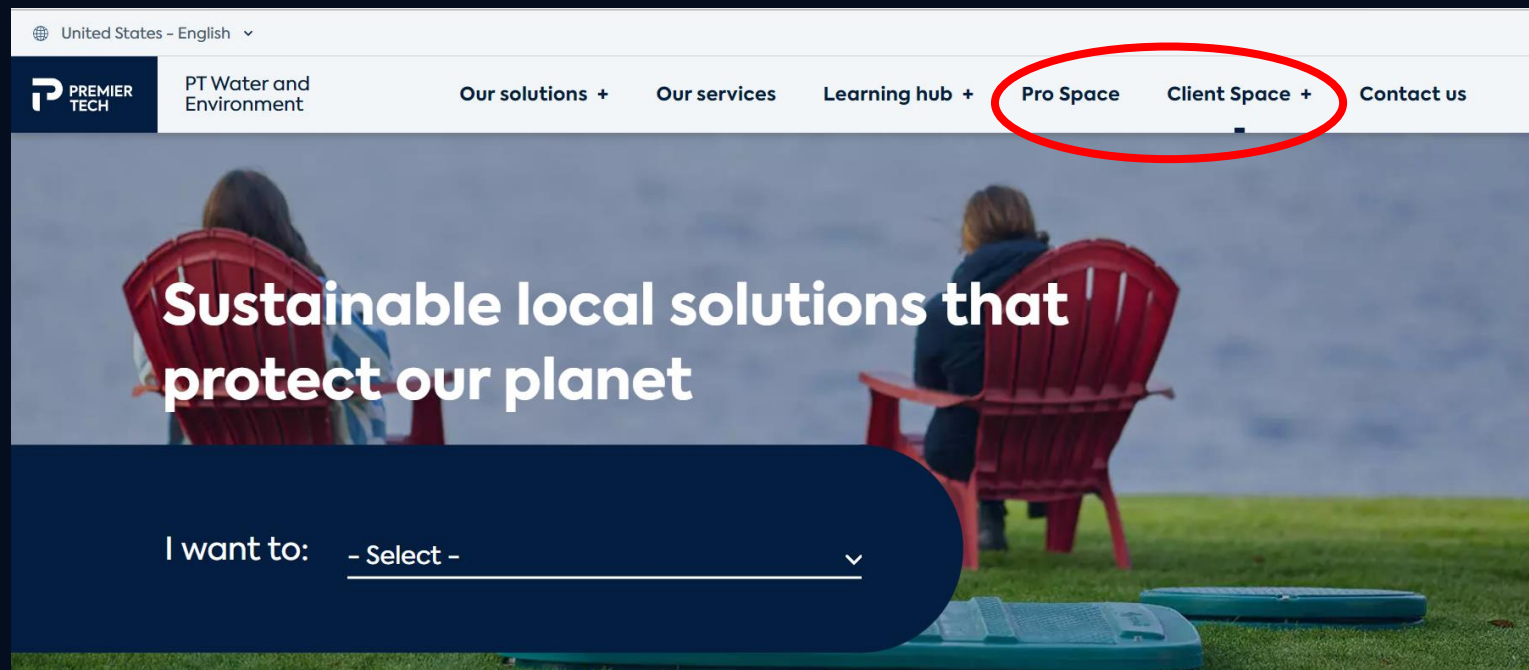 United States - English
PREMIER
TECH
PT Water and
Environment
Our solutions +
Our services
Learning hub +
Pro Space
Client Space +
Contact us
Sustainable local solutions that
protect our planet
I want to:
- Select -